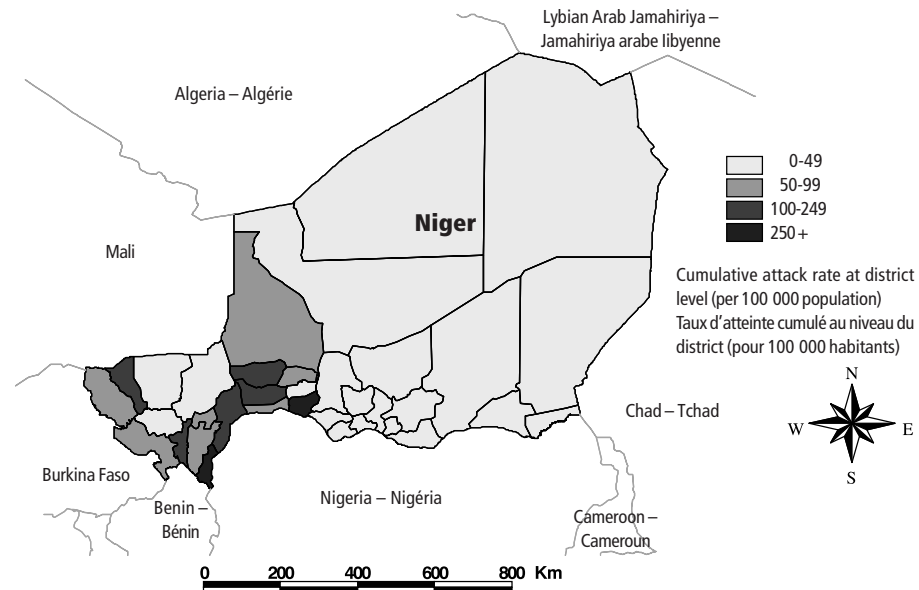 Lybian Arab Jamahiriya –
Jamahiriya arabe libyenne
Algeria – Algérie
0-49
50-99
100-249
250+
Niger
Mali
Cumulative attack rate at district
level (per 100 000 population)
Taux d’atteinte cumulé au niveau du
district (pour 100 000 habitants)
N
W
E
S
Chad – Tchad
Burkina Faso
Nigeria – Nigéria
Benin –
Bénin
Cameroon –
Cameroun
0 200 400 600 800 Km